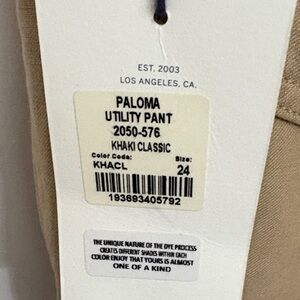 EST. 2003
LOS ANGELES, CA.
PALOMA
UTILITY PANT
2050-576
KHAKI CLASSIC
Color Code: Size:
KHACL 24
193693405792
THE UNIQUE NATURE OF THE DYE PROCESS
CREATES DIFFERENT SHADES WITHIN EACH
COLOR ENJOY THAT YOURS IS ALMOST
ONE OF A KIND